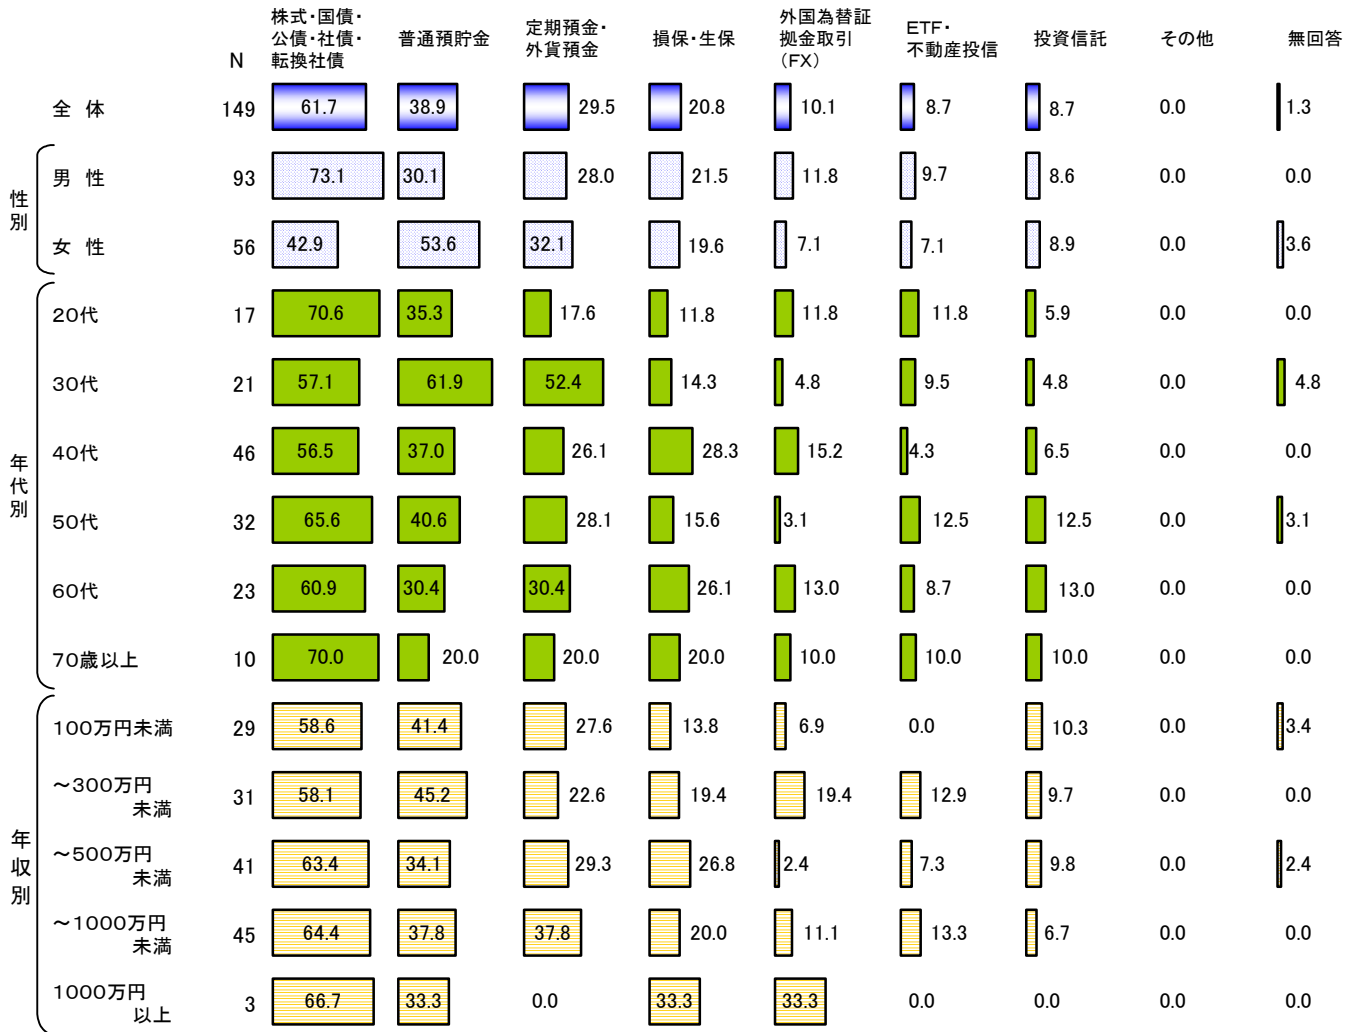 N 株式・国債・公債・社債・転換社債 普通預貯金 定期預金・外貨預金 損保・生保 外国為替証拠金取引（FX） ETF・不動産投信 投資信託 その他 無回答
全 体 149 61.7 38.9 29.5 20.8 10.1 8.7 8.7 0.0 1.3
性別
男 性 93 73.1 30.1 28.0 21.5 11.8 9.7 8.6 0.0 0.0
女 性 56 42.9 53.6 32.1 19.6 7.1 7.1 8.9 0.0 3.6
年代別
20代 17 70.6 35.3 17.6 11.8 11.8 11.8 5.9 0.0 0.0
30代 21 57.1 61.9 52.4 14.3 4.8 9.5 4.8 0.0 4.8
40代 46 56.5 37.0 26.1 28.3 15.2 4.3 6.5 0.0 0.0
50代 32 65.6 40.6 28.1 15.6 3.1 12.5 12.5 0.0 3.1
60代 23 60.9 30.4 30.4 26.1 13.0 8.7 13.0 0.0 0.0
70歳以上 10 70.0 20.0 20.0 20.0 10.0 10.0 10.0 0.0 0.0
年収別
100万円未満 29 58.6 41.4 27.6 13.8 6.9 0.0 10.3 0.0 3.4
～300万円未満 31 58.1 45.2 22.6 19.4 19.4 12.9 9.7 0.0 0.0
～500万円未満 41 63.4 34.1 29.3 26.8 2.4 7.3 9.8 0.0 2.4
～1000万円未満 45 64.4 37.8 37.8 20.0 11.1 13.3 6.7 0.0 0.0
1000万円以上 3 66.7 33.3 0.0 33.3 33.3 0.0 0.0 0.0 0.0